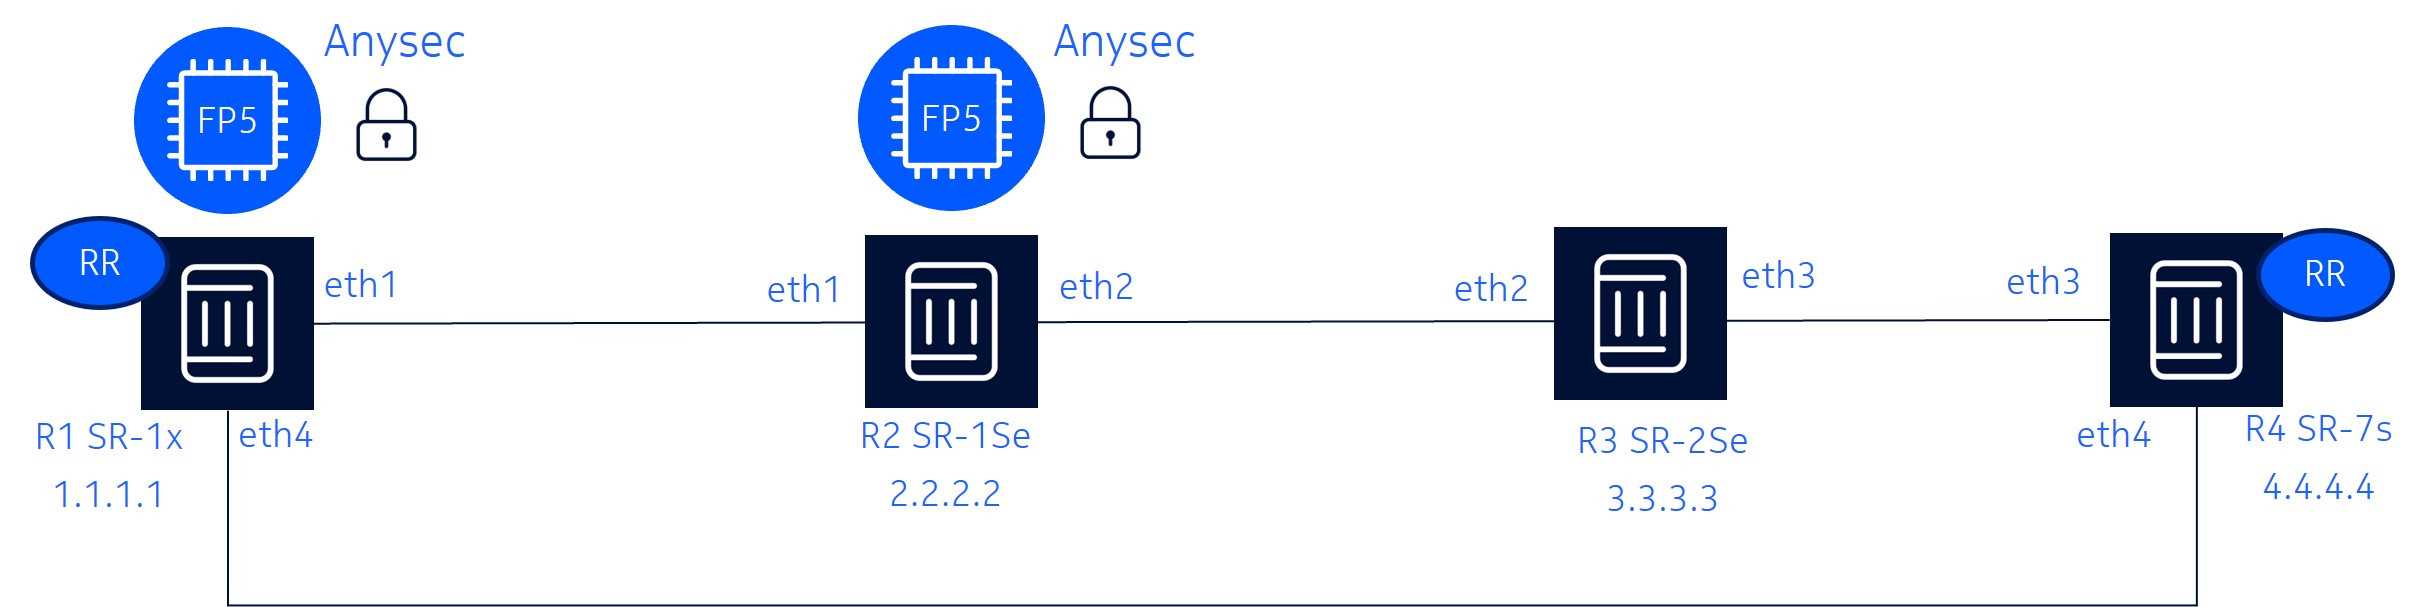 Anysec
FP5
Anysec
FP5
RR
eth1
eth1
eth2
eth2
eth3
eth3
RR
R1 SR-1x
1.1.1.1
eth4
R2 SR-1Se
2.2.2.2
R3 SR-2Se
3.3.3.3
eth4
R4 SR-7s
4.4.4.4